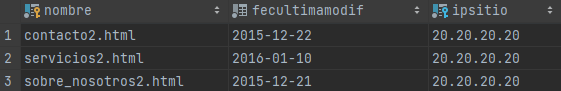 nombre fecultimamodif ipsitio
1 contacto2.html 2015-12-22 20.20.20.20
2 servicios2.html 2016-01-10 20.20.20.20
3 sobre_nosotros2.html 2015-12-21 20.20.20.20